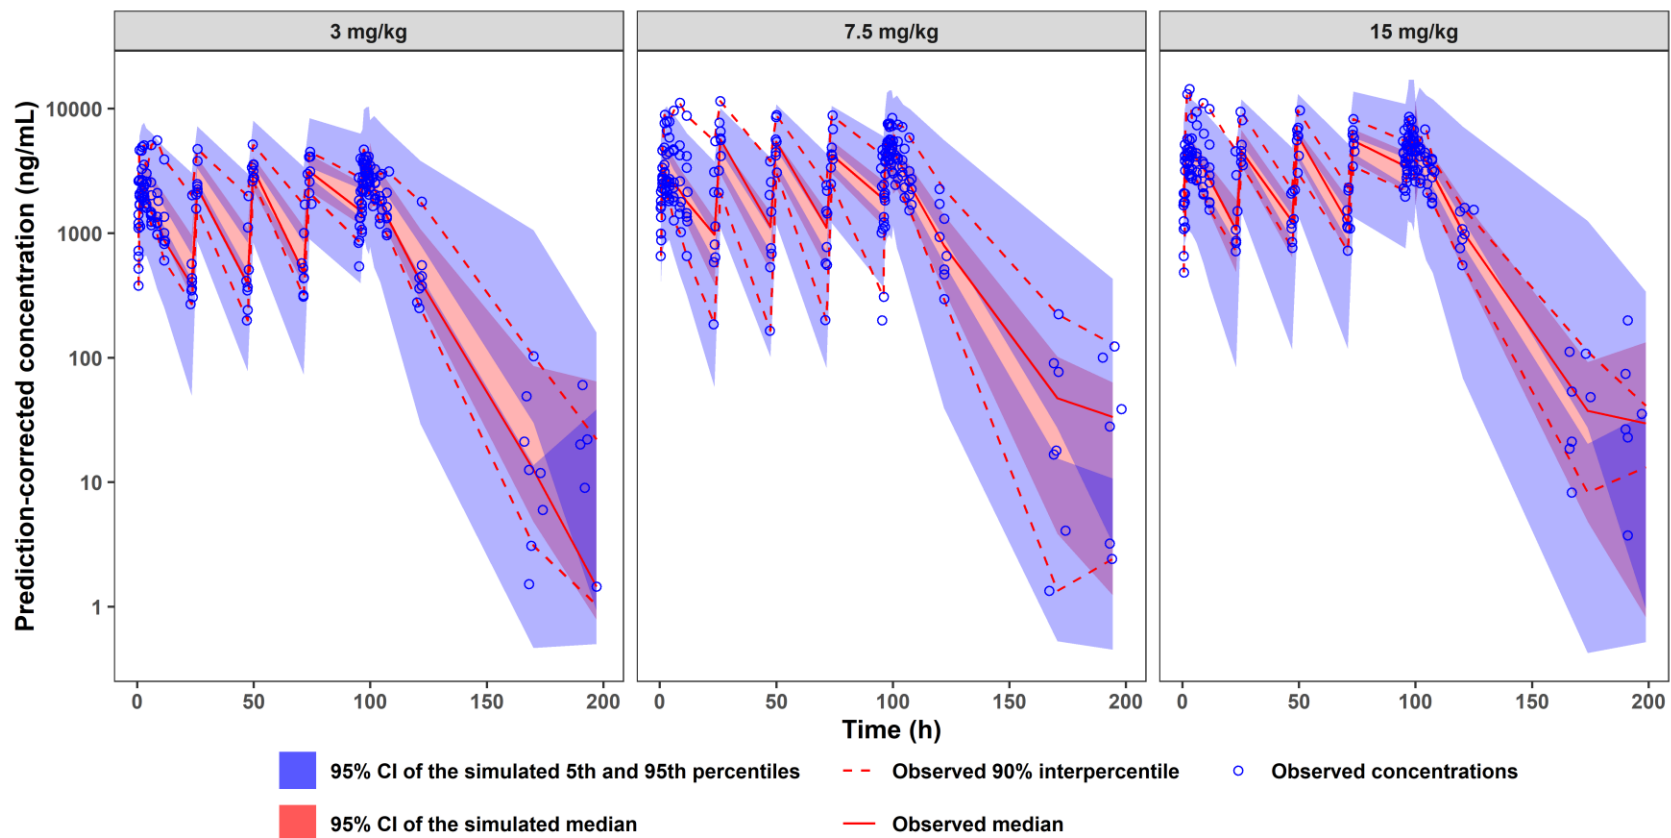 3 mg/kg
7.5 mg/kg
15 mg/kg
Prediction-corrected concentration (ng/mL)
10000
1000
100
10
1
0 50 100 150 200
0 50 100 150 200
0 50 100 150 200
Time (h)
95% CI of the simulated 5th and 95th percentiles
Observed 90% interpercentile
Observed concentrations
95% CI of the simulated median
Observed median